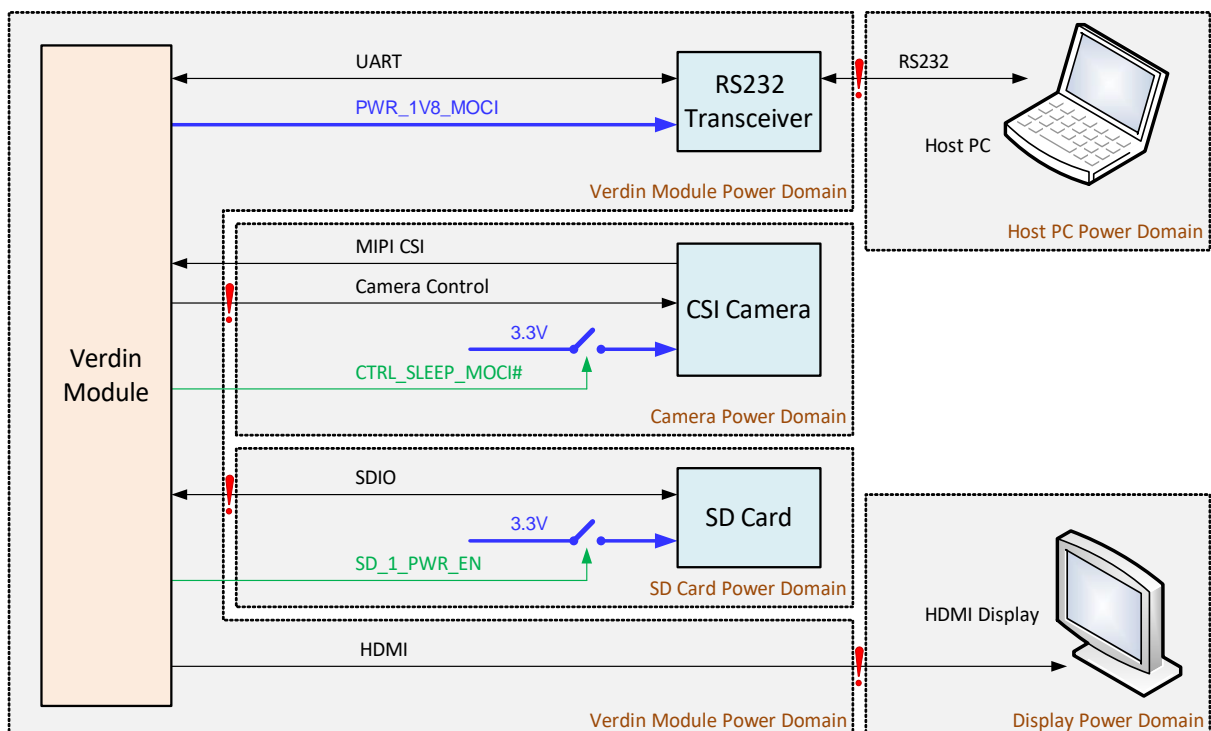 Verdin
Module
UART
PWR_1V8_MOCI
RS232
Transceiver
Verdin Module Power Domain
RS232
Host PC
Host PC Power Domain
MIPI CSI
Camera Control
3.3V
CTRL_SLEEP_MOCI#
CSI Camera
Camera Power Domain
SDIO
3.3V
SD_1_PWR_EN
SD Card
SD Card Power Domain
HDMI
Verdin Module Power Domain
HDMI Display
Display Power Domain